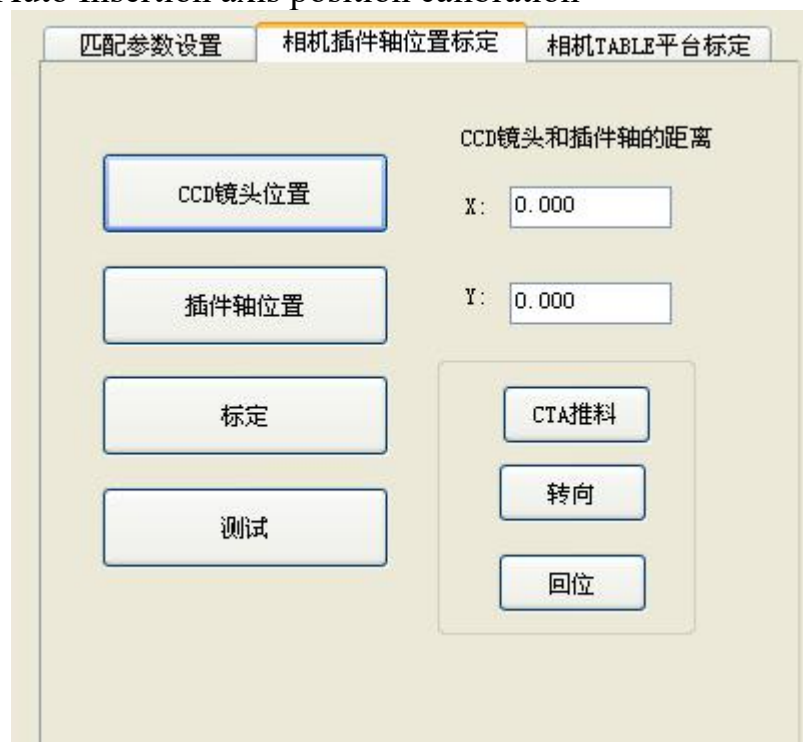 Auto Insertion axis position calibration
匹配参数设置
相机插件轴位置标定
相机TABLE平台标定
CCD镜头和插件轴的距离
CCD镜头位置
X: 0.000
插件轴位置
Y: 0.000
标定
CTA推料
转向
测试
回位